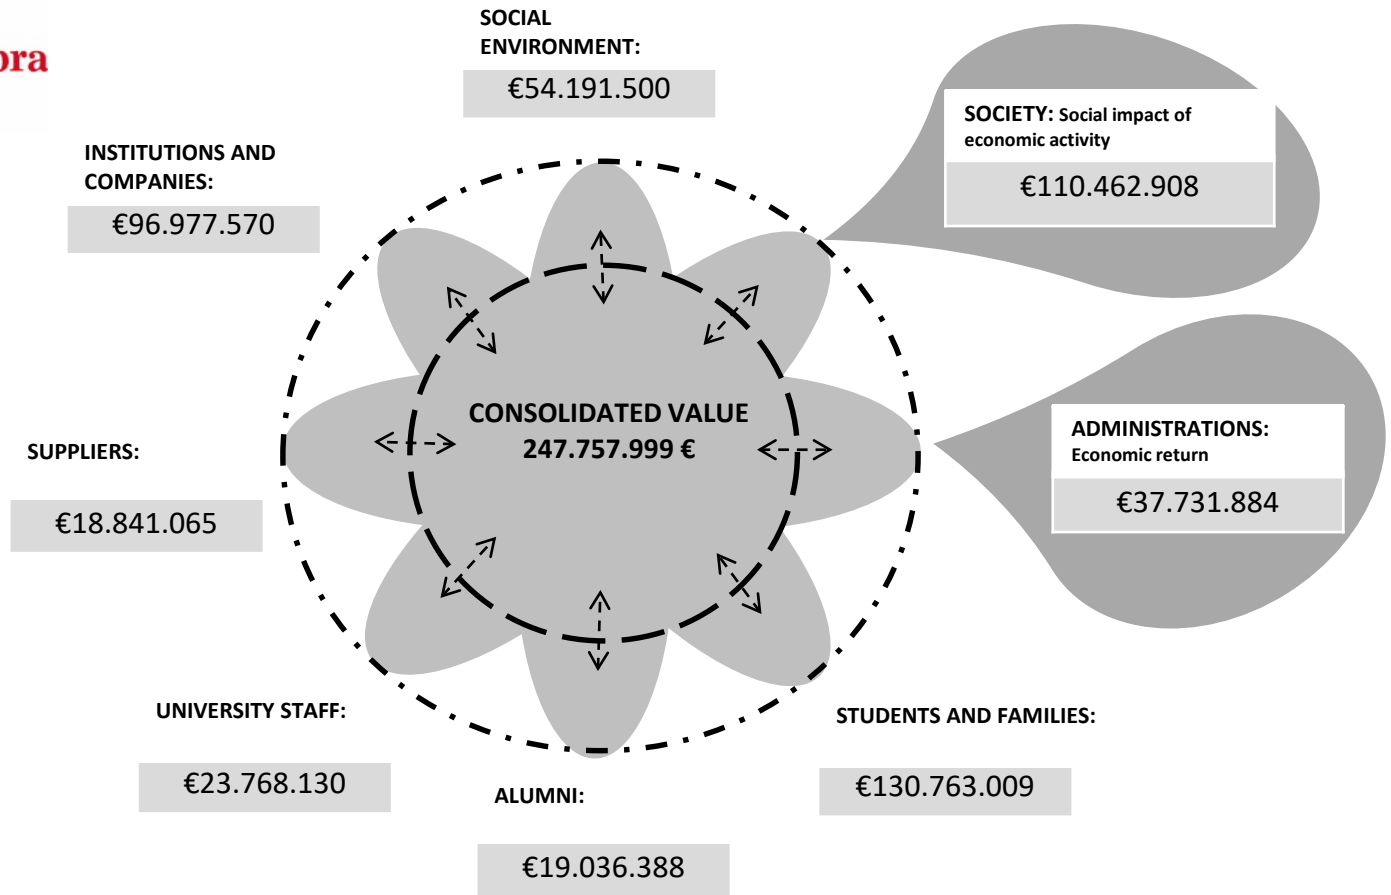 SOCIAL
ENVIRONMENT:
€54.191.500
SOCIETY: Social impact of
economic activity
€110.462.908
INSTITUTIONS AND
COMPANIES:
€96.977.570
CONSOLIDATED VALUE
247.757.999 €
ADMINISTRATIONS:
Economic return
€37.731.884
SUPPLIERS:
€18.841.065
UNIVERSITY STAFF:
€23.768.130
ALUMNI:
€19.036.388
STUDENTS AND FAMILIES:
€130.763.009